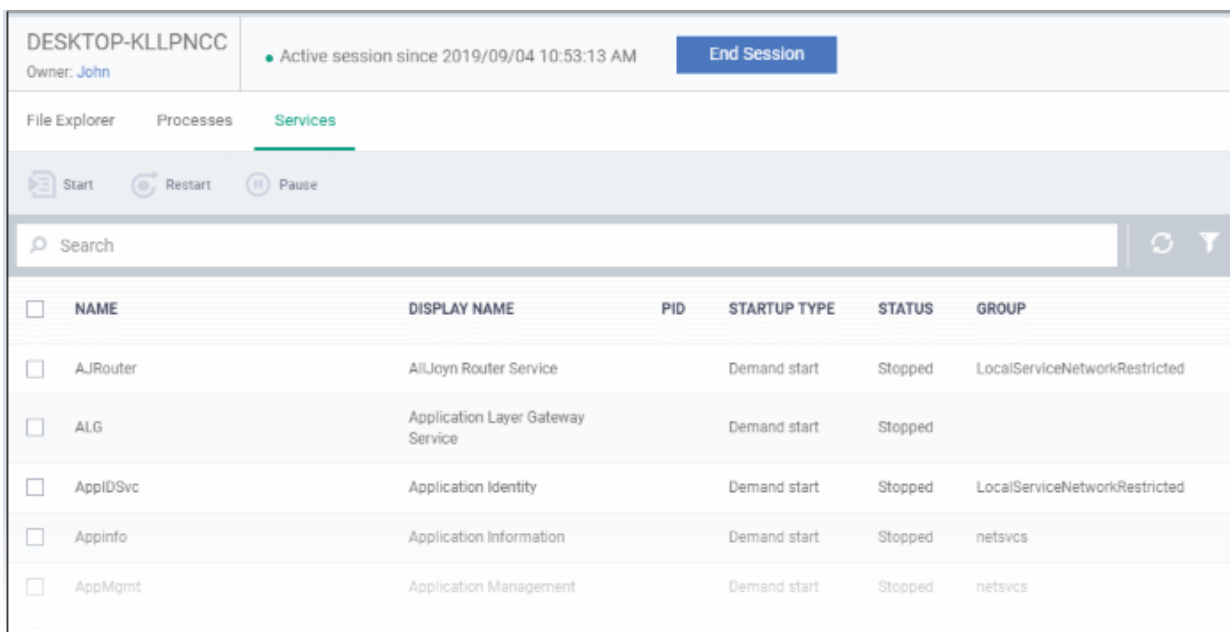 DESKTOP-KLLPNCC
Owner: John
Active session since 2019/09/04 10:53:13 AM
End Session
File Explorer Processes Services
Start Restart Pause
Search
NAME DISPLAY NAME PID STARTUP TYPE STATUS GROUP
AJRouter AllJoyn Router Service Demand start Stopped LocalServiceNetworkRestricted
ALG Application Layer Gateway Service Demand start Stopped
AppIDSvc Application Identity Demand start Stopped LocalServiceNetworkRestricted
Appinfo Application Information Demand start Stopped netsvcs
AppMgmt Application Management Demand start Stopped netsvcs